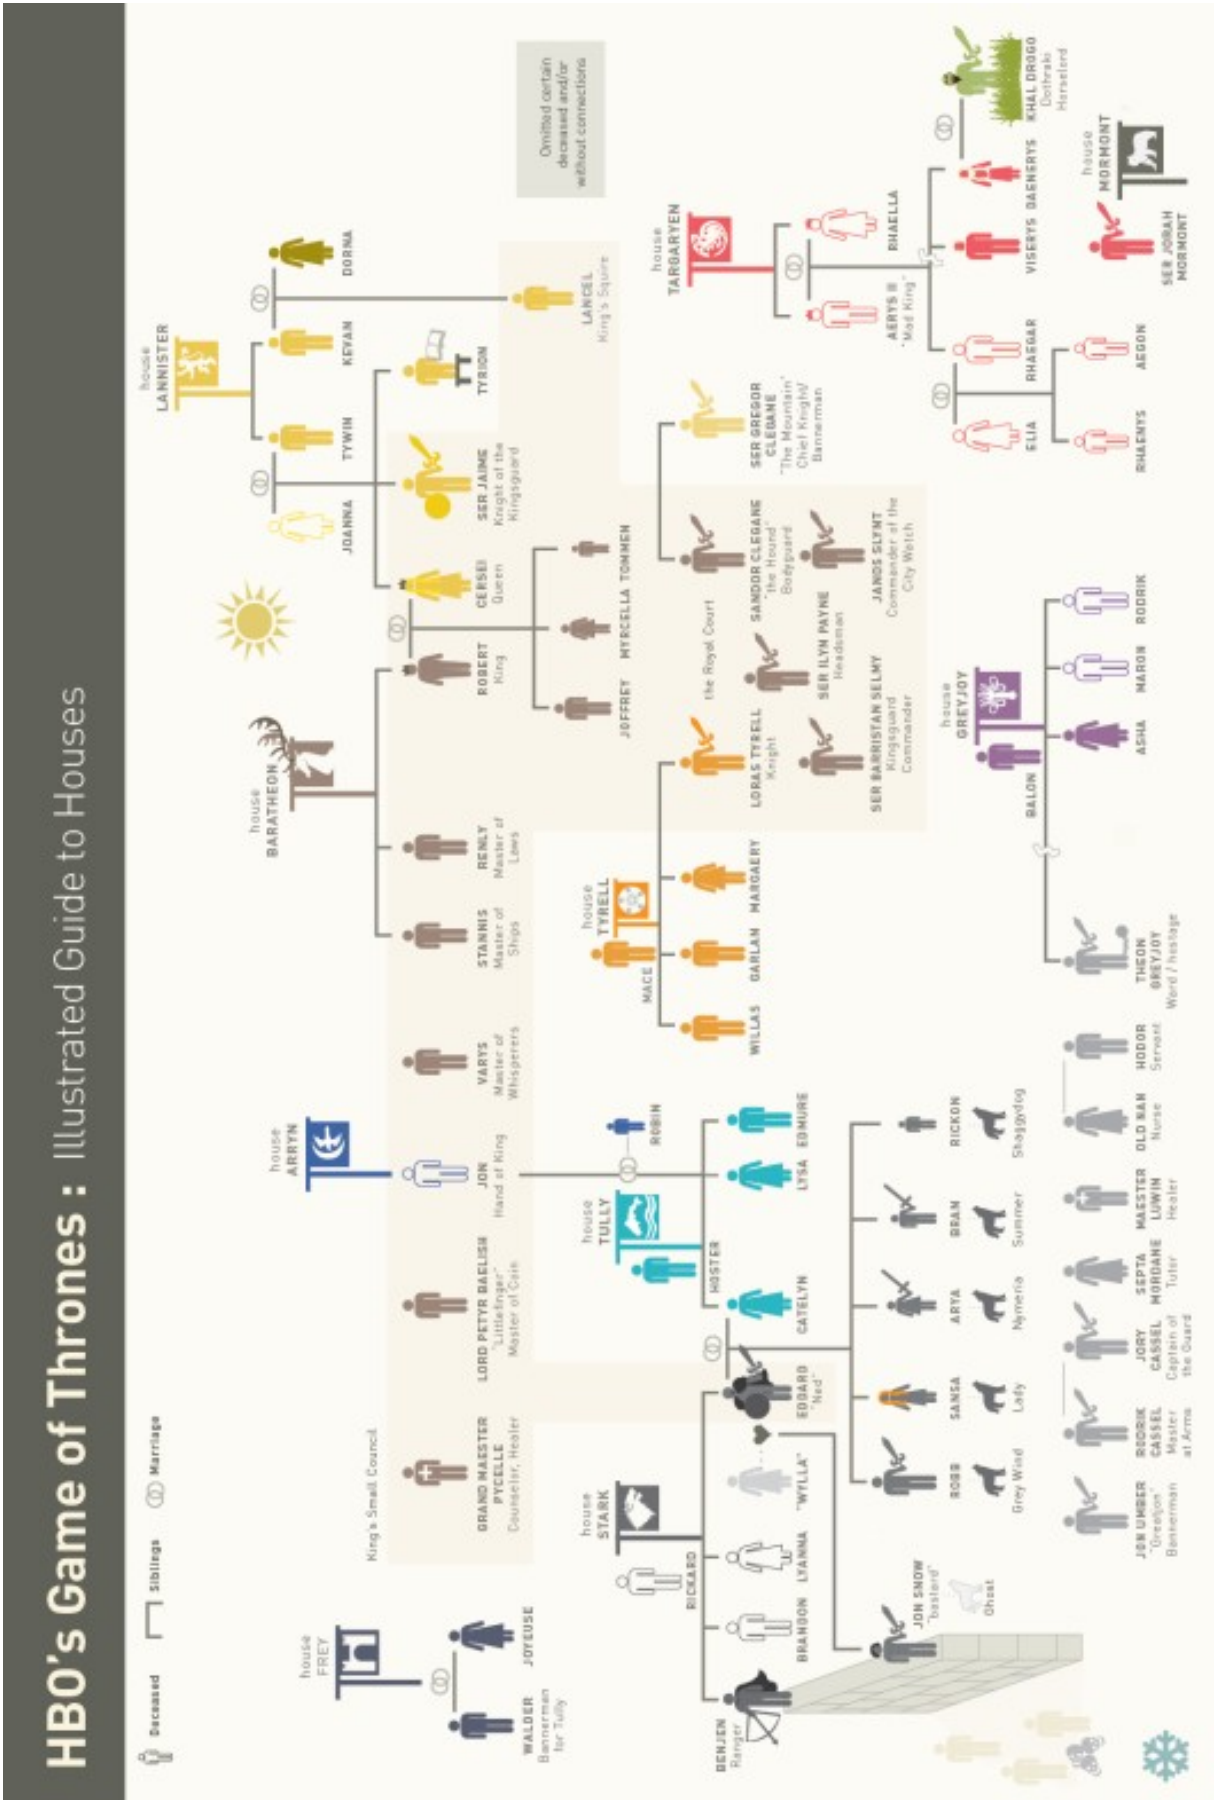 HBO's Game of Thrones : Illustrated Guide to Houses
Deceased
Siblings
Marriage
house
FREY
WALDER
Bannerman
for Tully
JOYEUSE
King's Small Council
GRAND MAESTER
PYCELLE
Counselor, Healer
LORD PETYR BAELISH
"Littlefinger"
Master of Coin
house
ARRYN
JON
Hand of King
VARYS
Master of
Whisperers
house
BARATHEON
STANNIS
Master of
Ships
RENLY
Master of
Laws
ROBERT
King
CERSEI
Queen
JOFFREY
MYRCELLA
TOMMEN
house
LANNISTER
JOANNA
TYWIN
KEVAN
DORNA
SER JAIME
Knight of the
Kingsguard
TYRION
LANCEL
King's Squire
Omitted certain
deceased and/or
without connections
house
STARK
RICKARD
BENJEN
Ranger
BRANDON
LYANNA
"WYLLA"
EDDARD
"Ned"
house
TULLY
HOSTER
CATELYN
LYSA
EDMURE
ROBIN
house
TYRELL
MACE
WILLAS
GARLAN
MARGAERY
LORAS TYRELL
Knight
the Royal Court
SANDOR CLEGANE
"the Hound"
Bodyguard
SER GREGOR
CLEGANE
"The Mountain"
Chief Knight/
Bannerman
SER ILYN PAYNE
Headsman
SER BARRISTAN SELMY
Kingsguard
Commander
JANOS SLYNT
Commander of the
City Watch
house
TARGARYEN
AERYS II
"Mad King"
RHAELLA
ELIA
RHAEGAR
VISERYS
DAENERYS
KHAL DROGO
Dothraki
Horselord
RHAENYS
AEGON
house
MORMONT
SER JORAH
MORMONT
JON SNOW
"bastard"
Ghost
ROBB
Grey Wind
SANSA
Lady
ARYA
Nymeria
BRAN
Summer
RICKON
Shaggydog
house
GREYJOY
BALON
THEON
GREYJOY
Ward / hostage
ASHA
MARON
RODRIK
JON UMBER
"Greatjon"
Bannerman
RODRIK
CASSEL
Master
at Arms
JORY
CASSEL
Captain of
the Guard
SEPTA
MORDANE
Tutor
MAESTER
LUWIN
Healer
OLD NAN
Nurse
HODOR
Servant